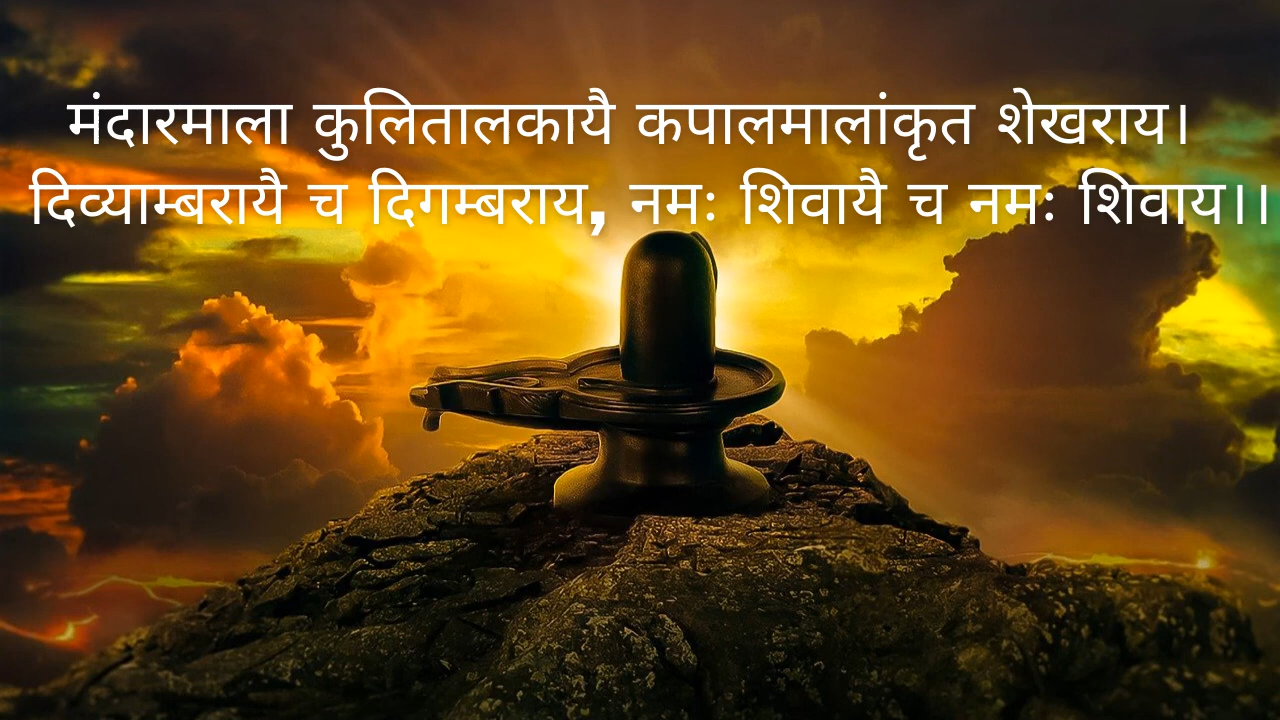 मंदारमाला कुलितालकायै कपालमालांकृत शेखराय।
दिव्याम्बरायै च दिगम्बराय, नमः शिवायै च नमः शिवाय।।